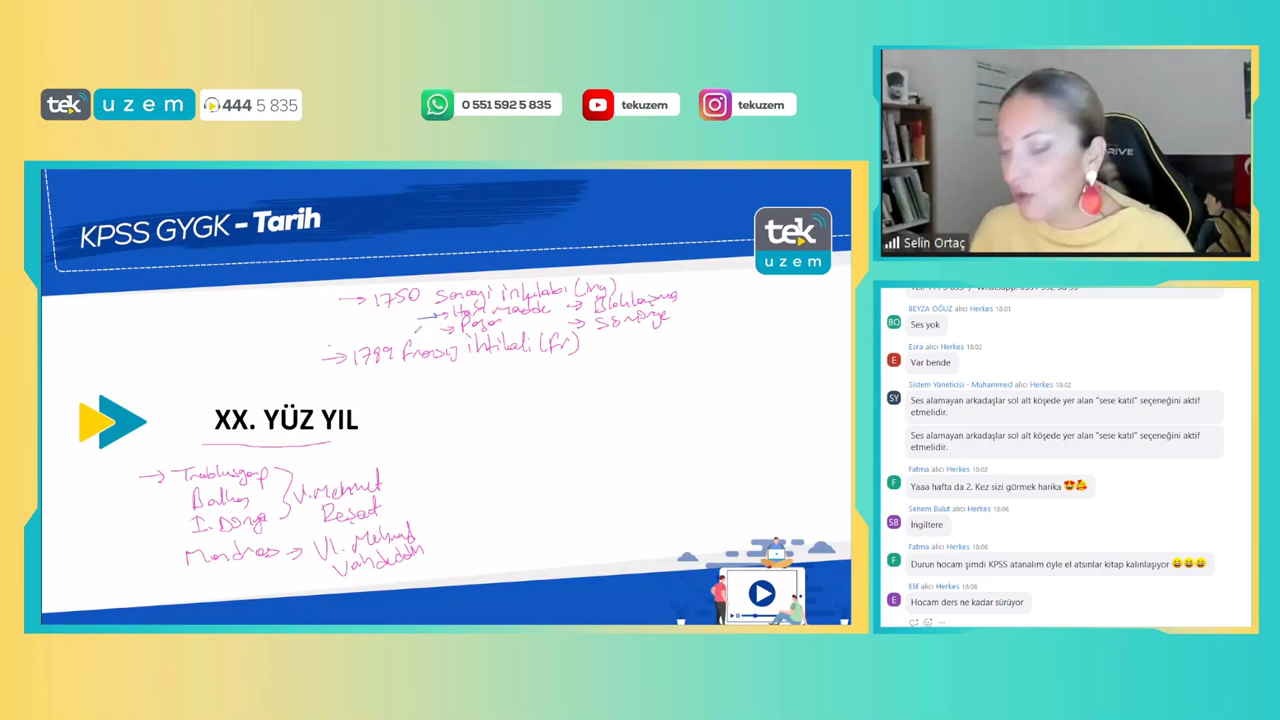 tek uzem 444 5 835
0 551 592 5 835
tekuzem
tekuzem
KPSS GYGK - Tarih
tek
uzem
→ 1750 Sanayi inkılabı (ing)
→ Ham madde → Bloklaşma
→ Pazar → Sömürge
→ 1789 Fransız ihtilali (Fr)
XX. YÜZ YIL
→ Trablusgarp
Balkan
I. Dünya
V. Mehmet
Reşat
Mondros → VI. Mehmed
Vahdeddin
Selin Ortaç
BEYZA OĞUZ alıcı Herkes 18:01
BO
Ses yok
Esra alıcı Herkes 18:02
E
Var bende
Sistem Yöneticisi - Muhammed alıcı Herkes 18:02
SY
Ses alamayan arkadaşlar sol alt köşede yer alan "sese katıl" seçeneğini aktif
etmelidir.
Ses alamayan arkadaşlar sol alt köşede yer alan "sese katıl" seçeneğini aktif
etmelidir.
Fatma alıcı Herkes 18:02
F
Yaaa hafta da 2. Kez sizi görmek harika
Senem Bulut alıcı Herkes 18:06
SB
İngiltere
Fatma alıcı Herkes 18:06
F
Durun hocam şimdi KPSS atanalım öyle el atsınlar kitap kalınlaşıyor
Elif alıcı Herkes 18:08
E
Hocam ders ne kadar sürüyor